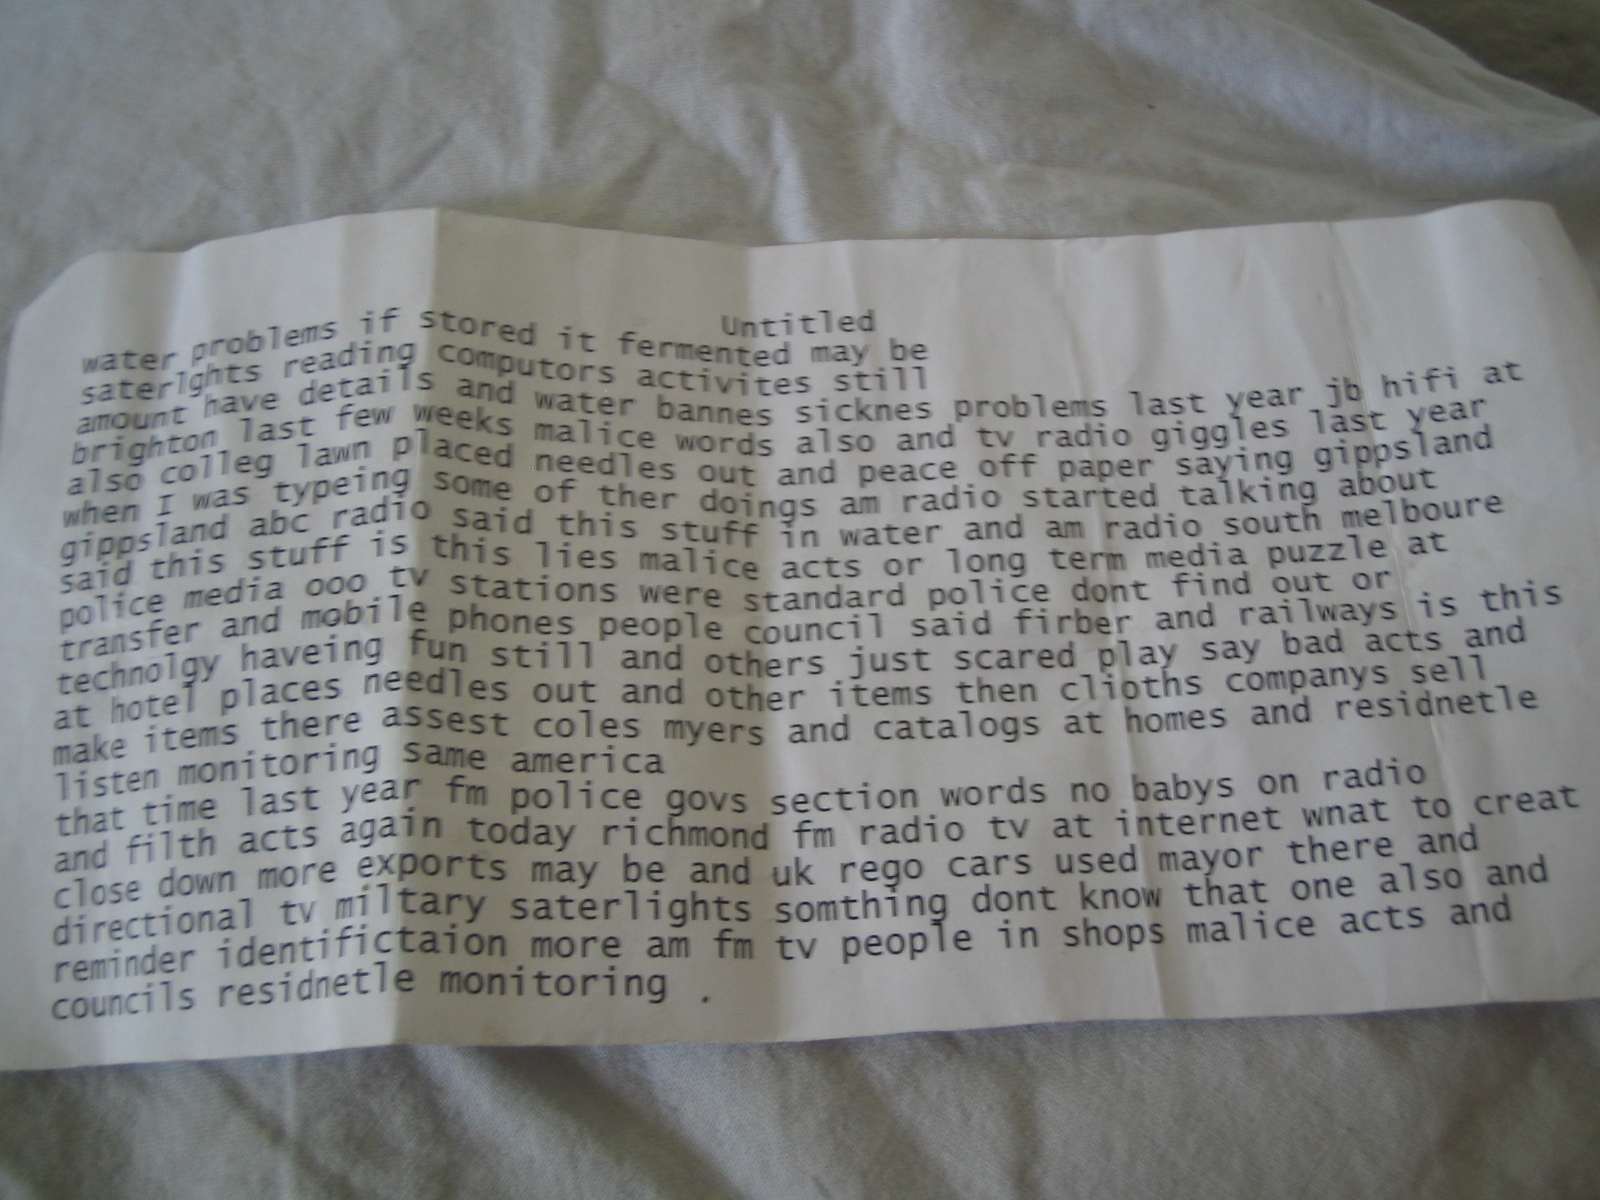 Untitled
water problems if stored it fermented may be
saterlghts reading computors activites still
amount have details and water bannes sicknes problems last year jb hifi at
brighton last few weeks malice words also and tv radio giggles last year
also colleg lawn placed needles out and peace off paper saying gippsland
when I was typeing some of ther doings am radio started talking about
gippsland abc radio said this stuff in water and am radio south melboure
said this stuff is this lies malice acts or long term media puzzle at
police media ooo tv stations were standard police dont find out or
transfer and mobile phones people council said firber and railways is this
technolgy haveing fun still and others just scared play say bad acts and
at hotel places needles out and other items then clioths companys sell
make items there assest coles myers and catalogs at homes and residnetle
listen monitoring same america
that time last year fm police govs section words no babys on radio
and filth acts again today richmond fm radio tv at internet wnat to creat
close down more exports may be and uk rego cars used mayor there and
directional tv miltary saterlights somthing dont know that one also and
reminder identifictaion more am fm tv people in shops malice acts and
councils residnetle monitoring .